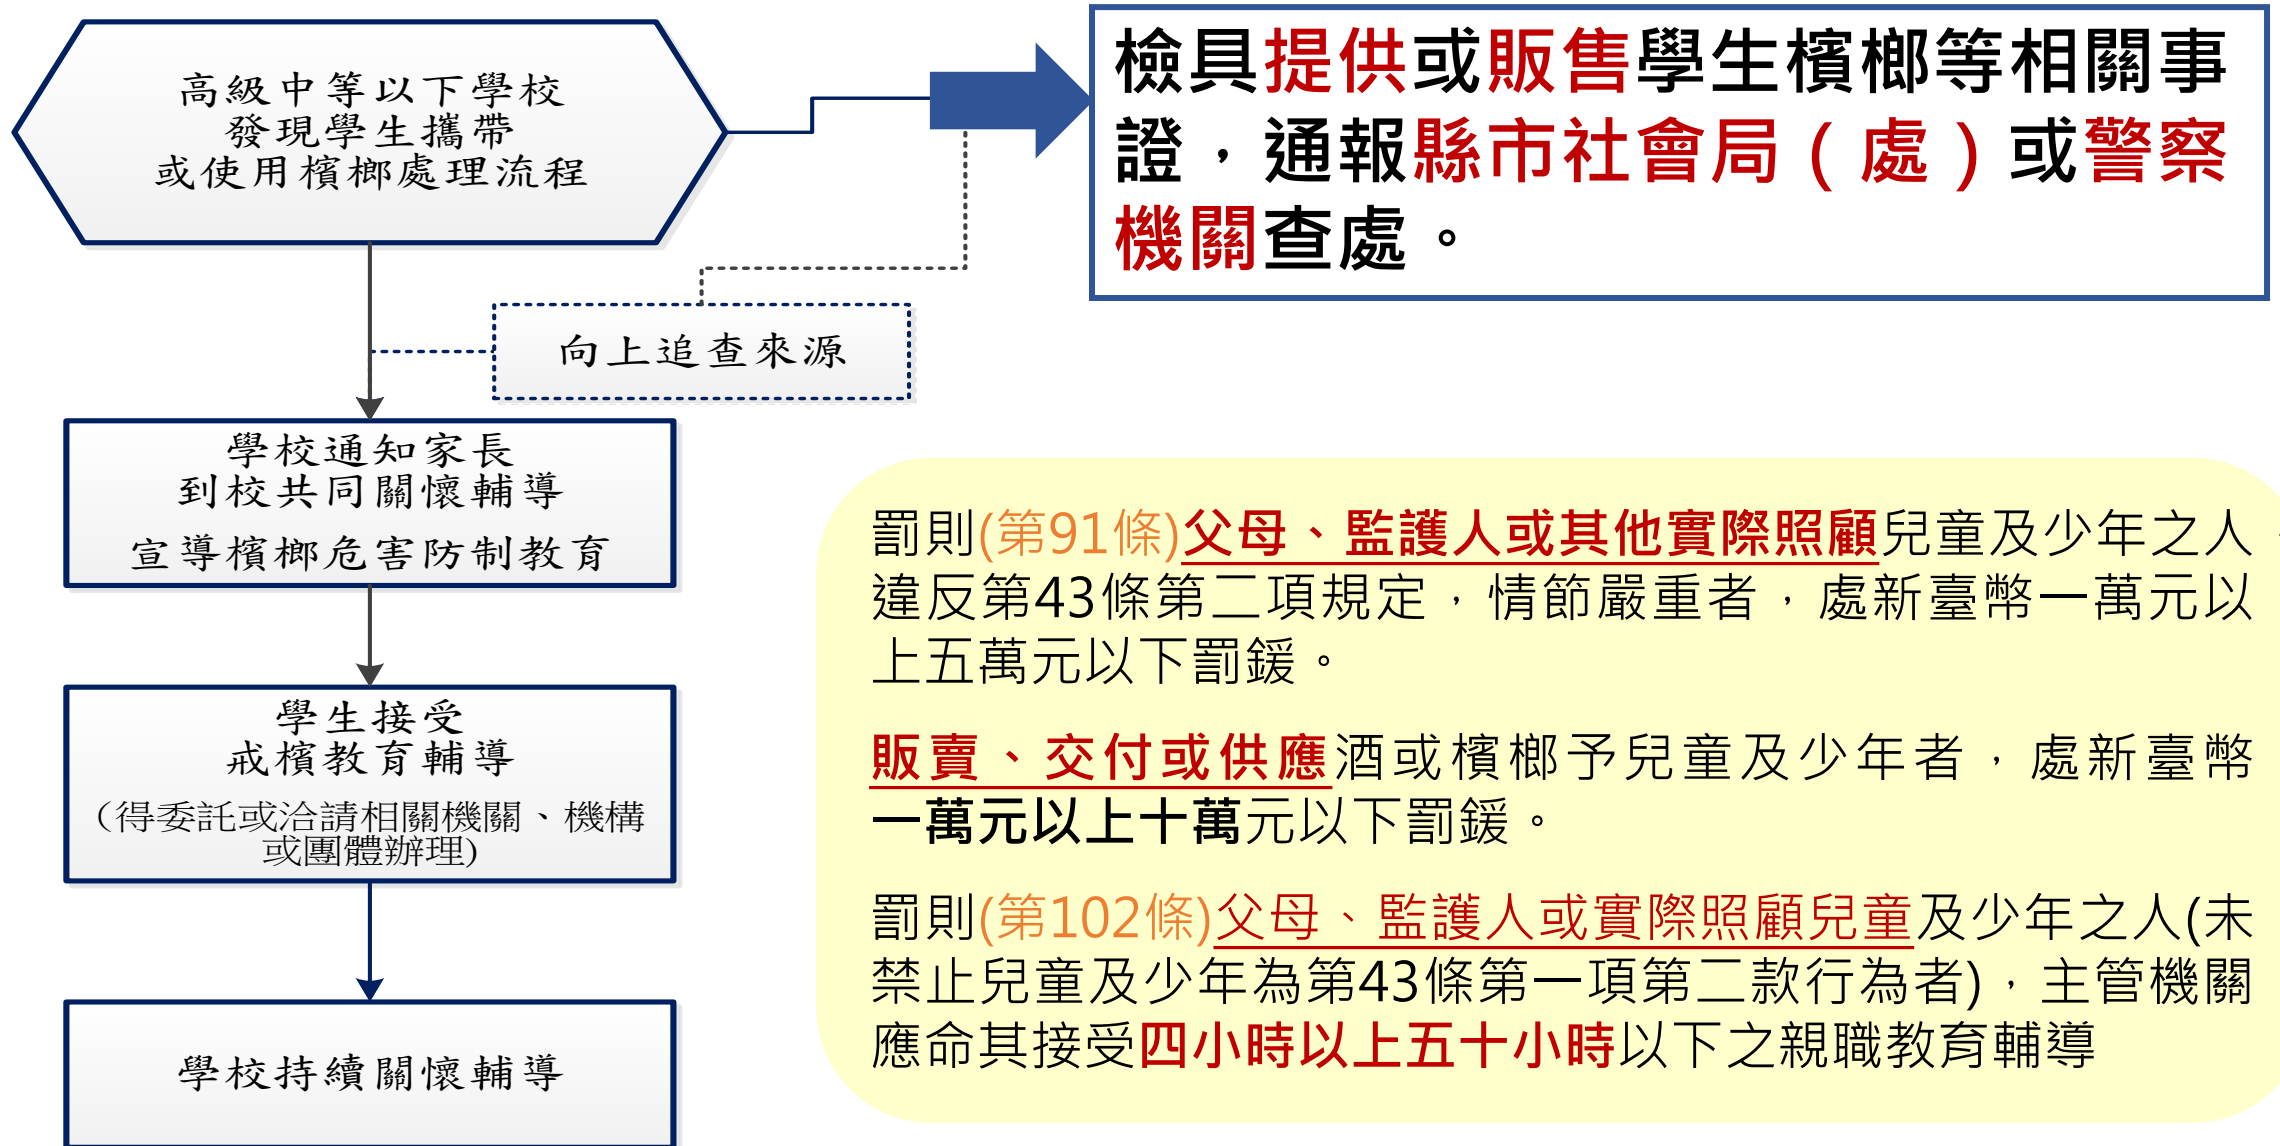 高級中等以下學校
發現學生攜帶
或使用檳榔處理流程
檢具提供或販售學生檳榔等相關事
證，通報縣市社會局（處）或警察
機關查處。
向上追查來源
學校通知家長
到校共同關懷輔導
宣導檳榔危害防制教育
學生接受
戒檳教育輔導
（得委託或洽請相關機關、機構
或團體辦理)
學校持續關懷輔導
罰則(第91條)父母、監護人或其他實際照顧兒童及少年之人，
違反第43條第二項規定，情節嚴重者，處新臺幣一萬元以
上五萬元以下罰鍰。
販賣、交付或供應酒或檳榔予兒童及少年者，處新臺幣
一萬元以上十萬元以下罰鍰。
罰則(第102條)父母、監護人或實際照顧兒童及少年之人(未
禁止兒童及少年為第43條第一項第二款行為者)，主管機關
應命其接受四小時以上五十小時以下之親職教育輔導